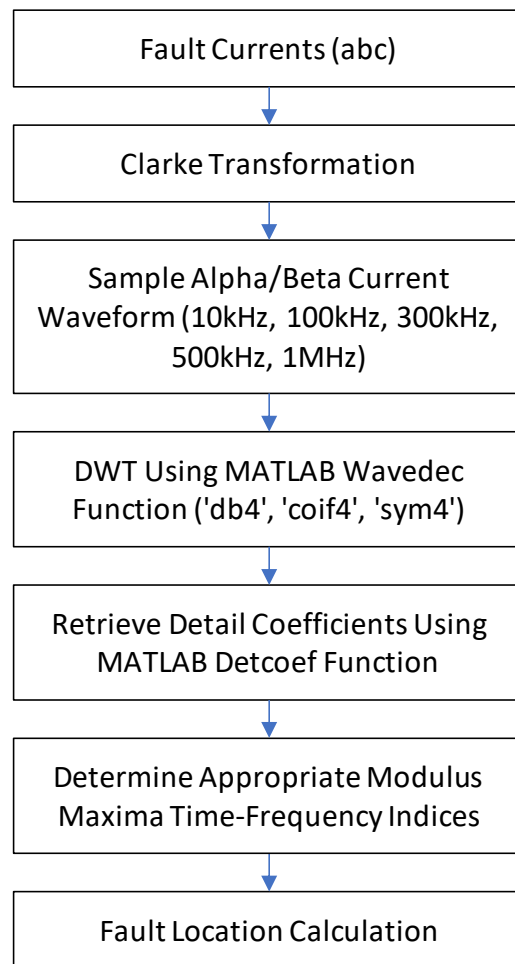 Fault Currents (abc)
Clarke Transformation
Sample Alpha/Beta Current
Waveform (10kHz, 100kHz, 300kHz,
500kHz, 1MHz)
DWT Using MATLAB Wavedec
Function ('db4', 'coif4', 'sym4')
Retrieve Detail Coefficients Using
MATLAB Detcoef Function
Determine Appropriate Modulus
Maxima Time-Frequency Indices
Fault Location Calculation